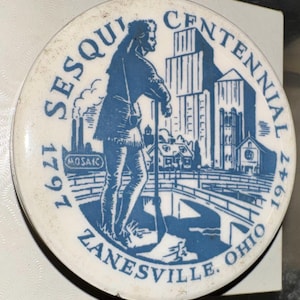 SESQUI CENTENNIAL
1797
MOSAIC
1947
ZANESVILLE, OHIO